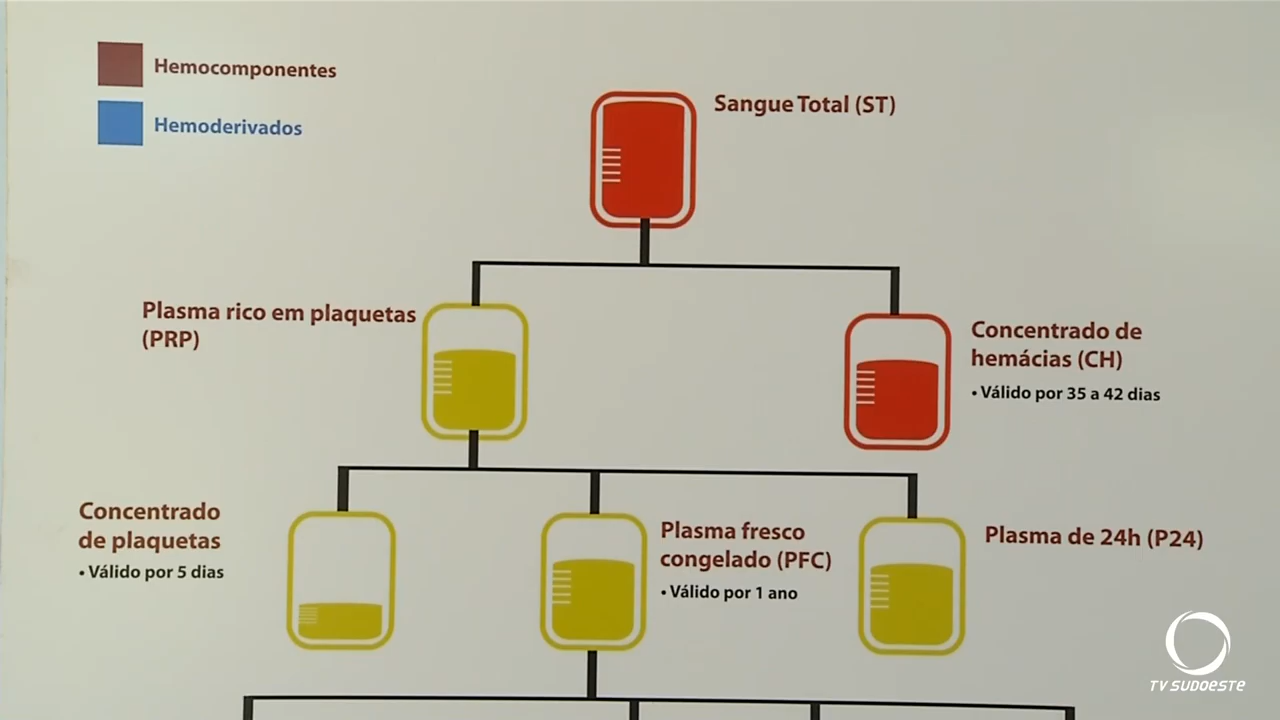 Hemocomponentes
Hemoderivados
Sangue Total (ST)
Plasma rico em plaquetas
(PRP)
Concentrado de
hemácias (CH)
• Válido por 35 a 42 dias
Concentrado
de plaquetas
• Válido por 5 dias
Plasma fresco
congelado (PFC)
• Válido por 1 ano
Plasma de 24h (P24)
TV SUDOESTE